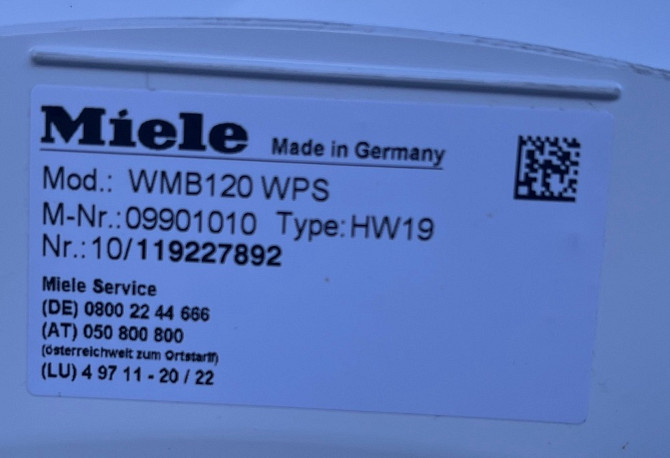 Miele Made in Germany
Mod.: WMB120 WPS
M-Nr.:09901010 Type:HW19
Nr.:10/119227892
Miele Service
(DE) 0800 22 44 666
(AT) 050 800 800
(österreichweit zum Ortstarif)
(LU) 4 97 11 - 20 / 22